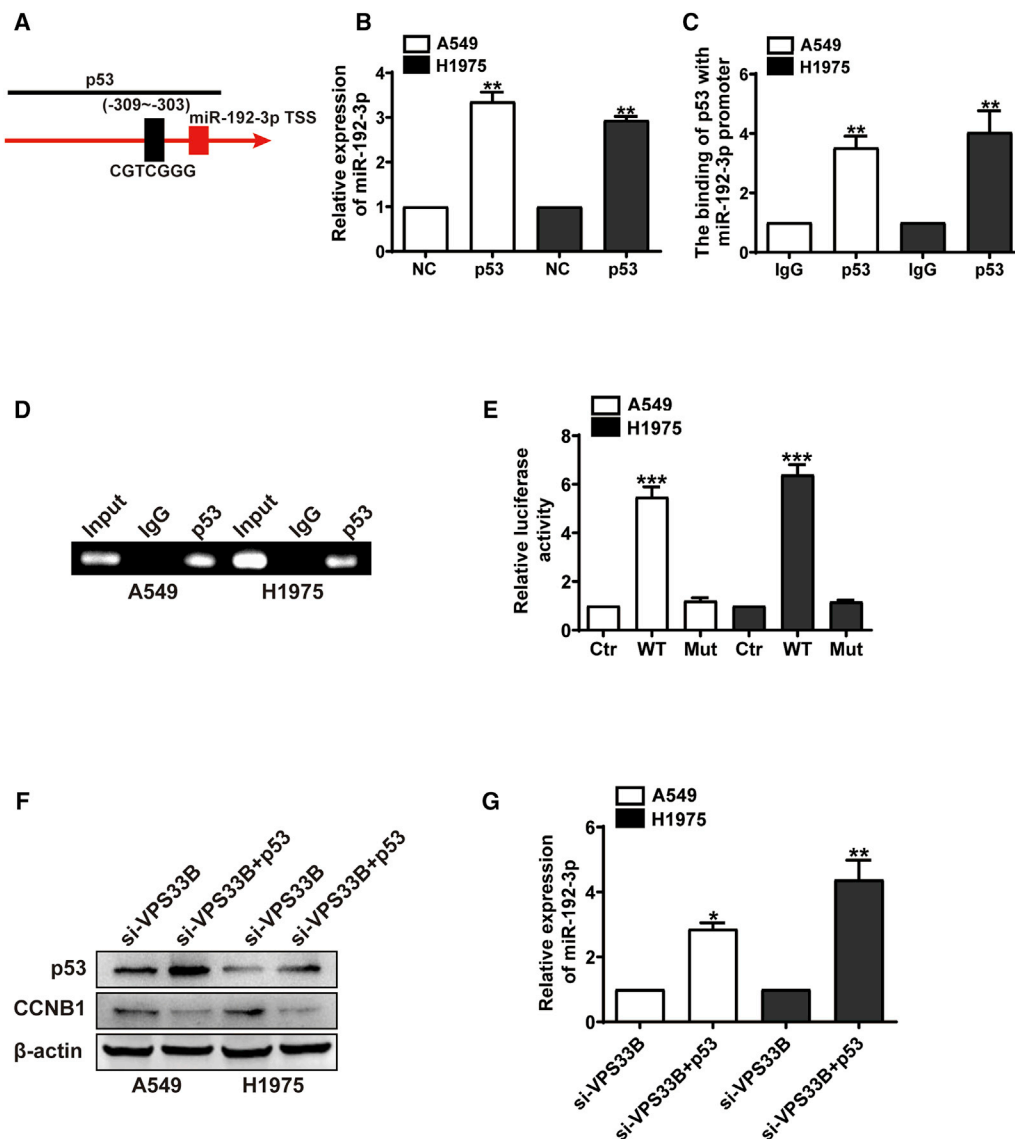 A
p53
(-309~-303)
miR-192-3p TSS
CGTCGGG
B
A549
H1975
Relative expression
of miR-192-3p
4
3
2
1
0
NC
p53
NC
p53
**
**
C
A549
H1975
The binding of p53 with
miR-192-3p promoter
6
4
2
0
IgG
p53
IgG
p53
**
**
D
Input
IgG
p53
Input
IgG
p53
A549
H1975
E
A549
H1975
Relative luciferase
activity
8
6
4
2
0
Ctr
WT
Mut
Ctr
WT
Mut
***
***
F
si-VPS33B
si-VPS33B+p53
si-VPS33B
si-VPS33B+p53
p53
CCNB1
β-actin
A549
H1975
G
A549
H1975
Relative expression
of miR-192-3p
6
4
2
0
*
**
si-VPS33B
si-VPS33B+p53
si-VPS33B
si-VPS33B+p53